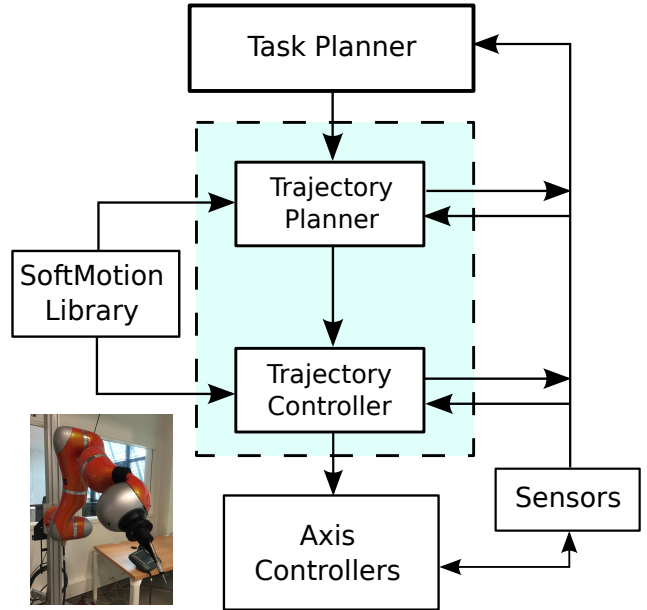 Task Planner
Trajectory
Planner
SoftMotion
Library
Trajectory
Controller
Sensors
Axis
Controllers